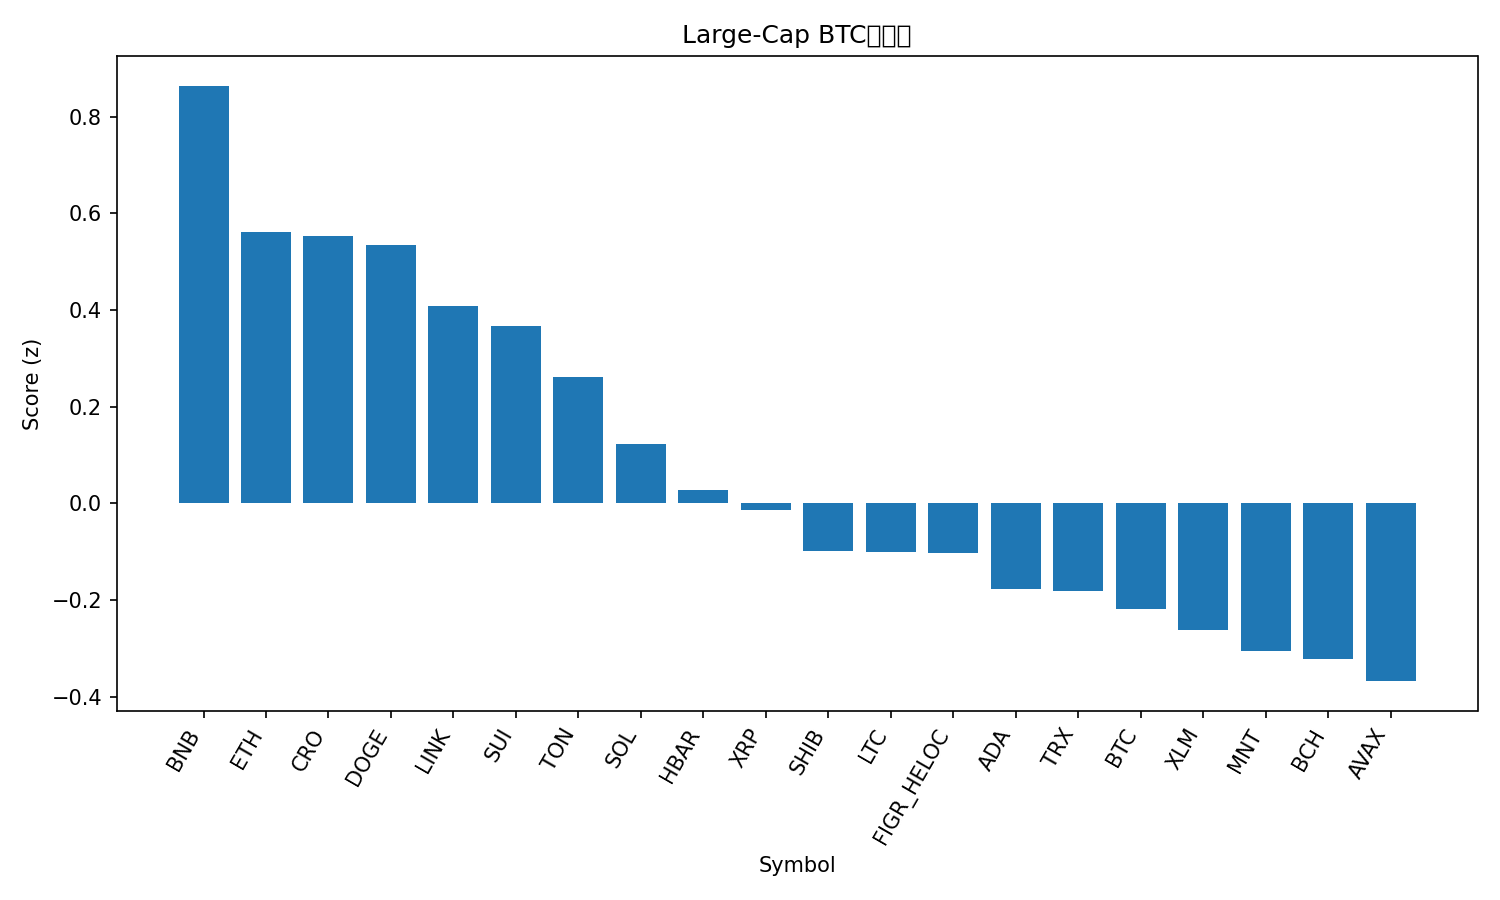 Large-Cap BTC
Score (z)
0.8
0.6
0.4
0.2
0.0
−0.2
−0.4
BNB
ETH
CRO
DOGE
LINK
SUI
TON
SOL
HBAR
XRP
SHIB
LTC
FIGR_HELOC
ADA
TRX
BTC
XLM
MNT
BCH
AVAX
Symbol